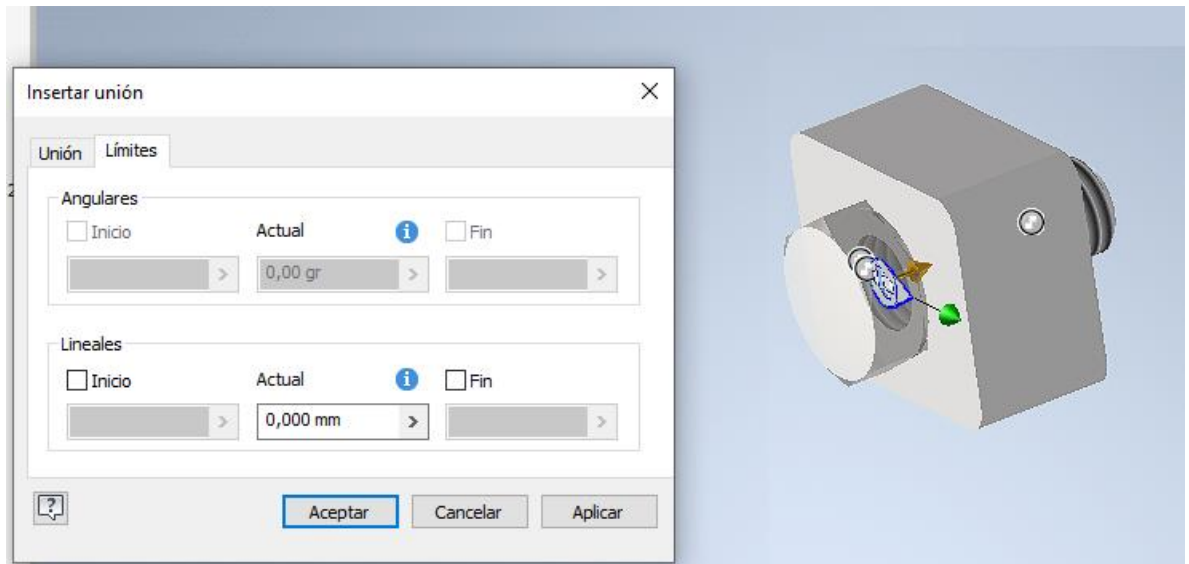 Insertar unión
Unión Límites
Angulares
Inicio Actual Fin
0,00 gr
Lineales
Inicio Actual Fin
0,000 mm
Aceptar Cancelar Aplicar